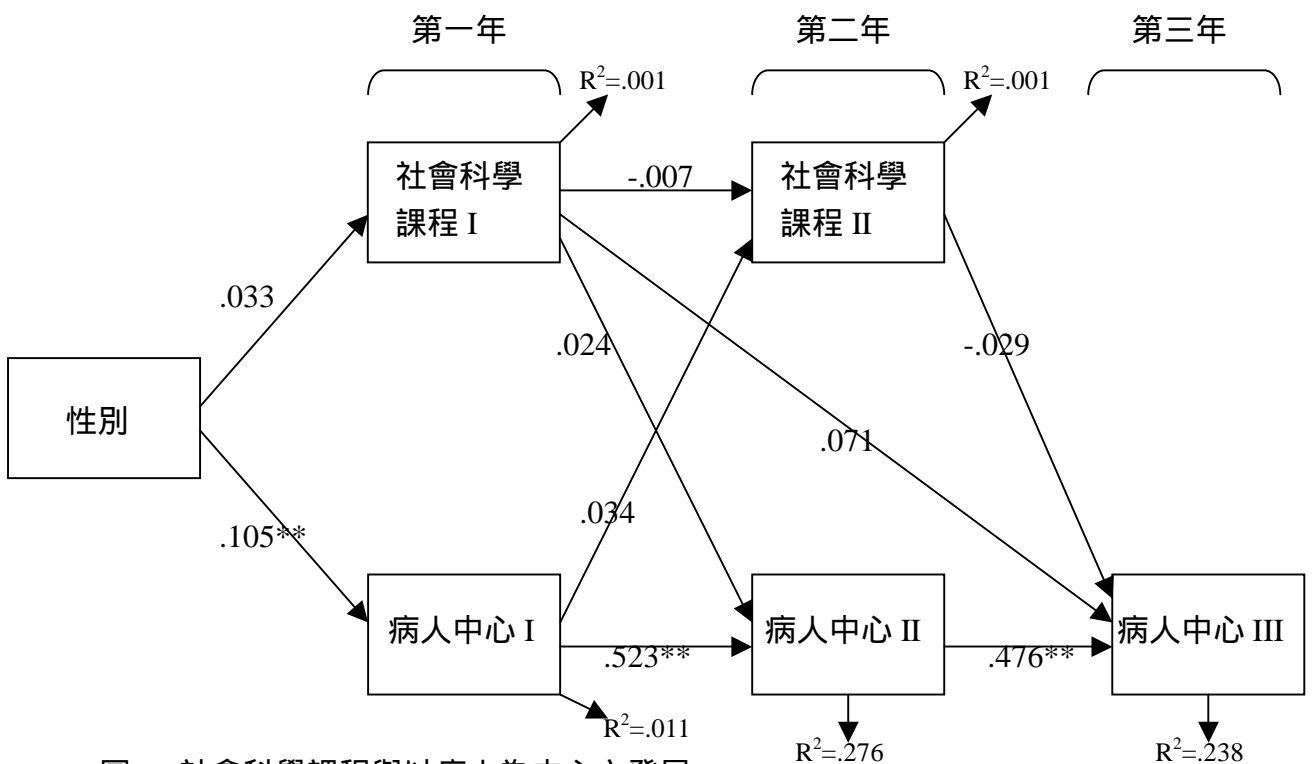 第一年
第二年
第三年
R²=.001
R²=.001
社會科學
課程 I
-.007
社會科學
課程 II
.033
.024
-.029
性別
.071
.034
.105**
病人中心 I
病人中心 II
病人中心 III
.523**
.476**
R²=.011
R²=.276
R²=.238